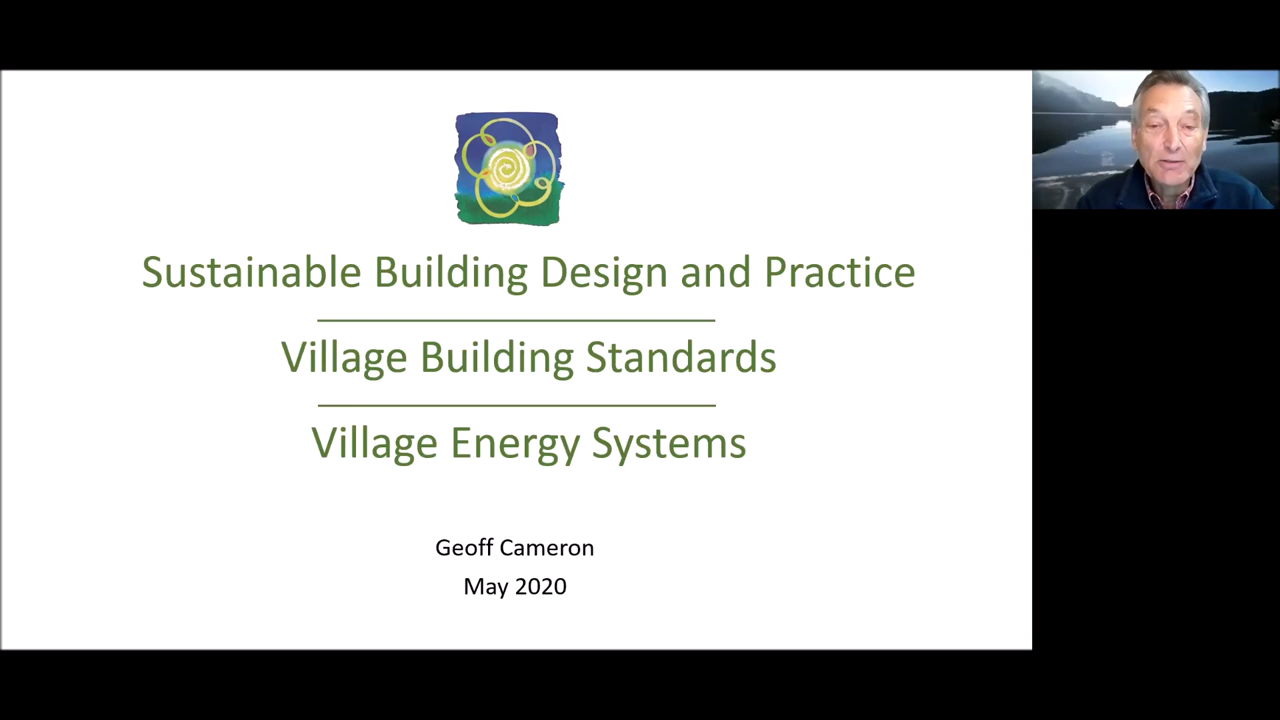 Sustainable Building Design and Practice
Village Building Standards
Village Energy Systems
Geoff Cameron
May 2020